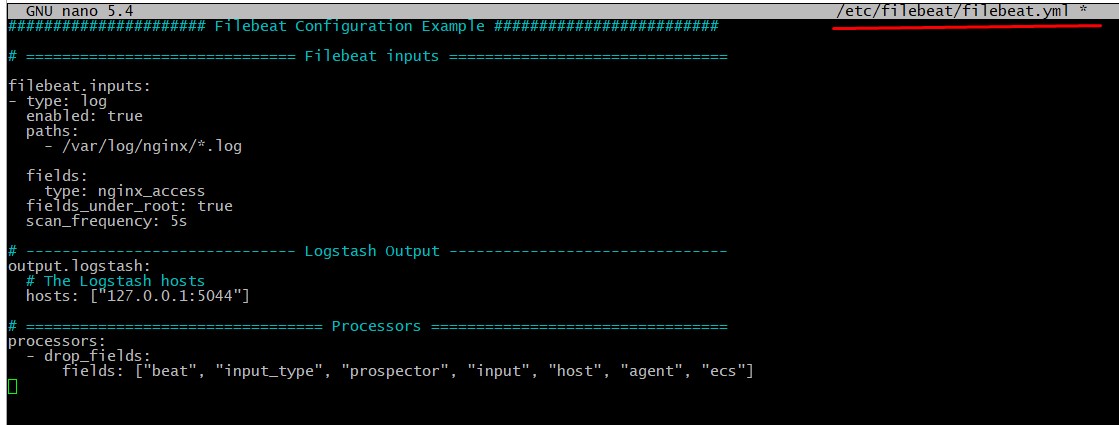 GNU nano 5.4 /etc/filebeat/filebeat.yml *
###################### Filebeat Configuration Example #########################
# ============================== Filebeat inputs ===============================
filebeat.inputs:
- type: log
  enabled: true
  paths:
    - /var/log/nginx/*.log
  fields:
    type: nginx_access
  fields_under_root: true
  scan_frequency: 5s
# ------------------------------ Logstash Output -------------------------------
output.logstash:
  # The Logstash hosts
  hosts: ["127.0.0.1:5044"]
# ================================= Processors =================================
processors:
  - drop_fields:
      fields: ["beat", "input_type", "prospector", "input", "host", "agent", "ecs"]